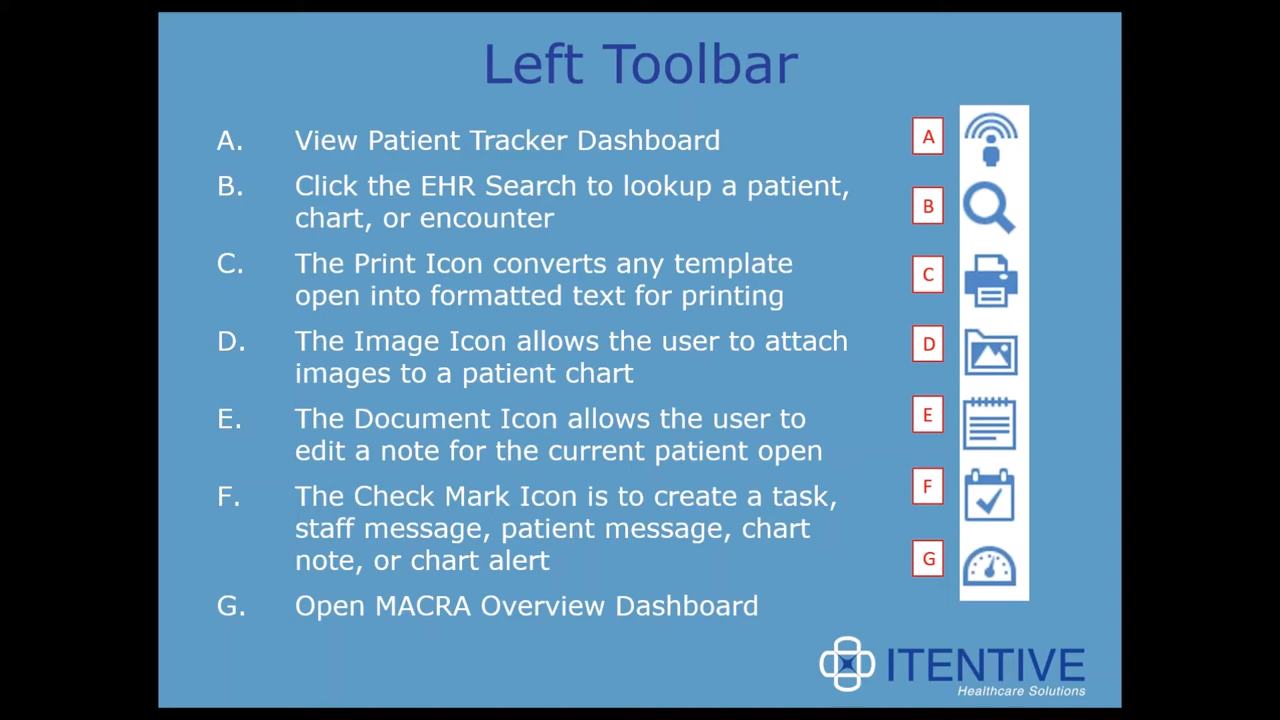 Left Toolbar
A. View Patient Tracker Dashboard
B. Click the EHR Search to lookup a patient,
chart, or encounter
C. The Print Icon converts any template
open into formatted text for printing
D. The Image Icon allows the user to attach
images to a patient chart
E. The Document Icon allows the user to
edit a note for the current patient open
F. The Check Mark Icon is to create a task,
staff message, patient message, chart
note, or chart alert
G. Open MACRA Overview Dashboard
A
B
C
D
E
F
G
ITENTIVE
Healthcare Solutions